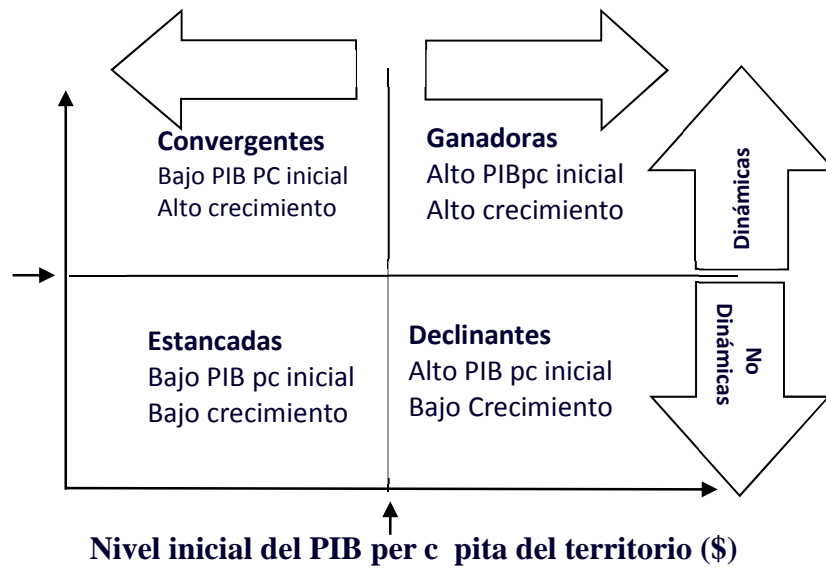 Convergentes
Bajo PIB PC inicial
Alto crecimiento
Ganadoras
Alto PIBpc inicial
Alto crecimiento
Dinámicas
Estancadas
Bajo PIB pc inicial
Bajo crecimiento
Declinantes
Alto PIB pc inicial
Bajo Crecimiento
No
Dinámicas
Nivel inicial del PIB per c pita del territorio ($)